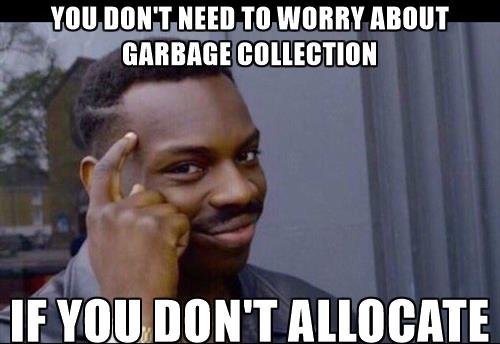 YOU DON'T NEED TO WORRY ABOUT
GARBAGE COLLECTION
IF YOU DON'T ALLOCATE